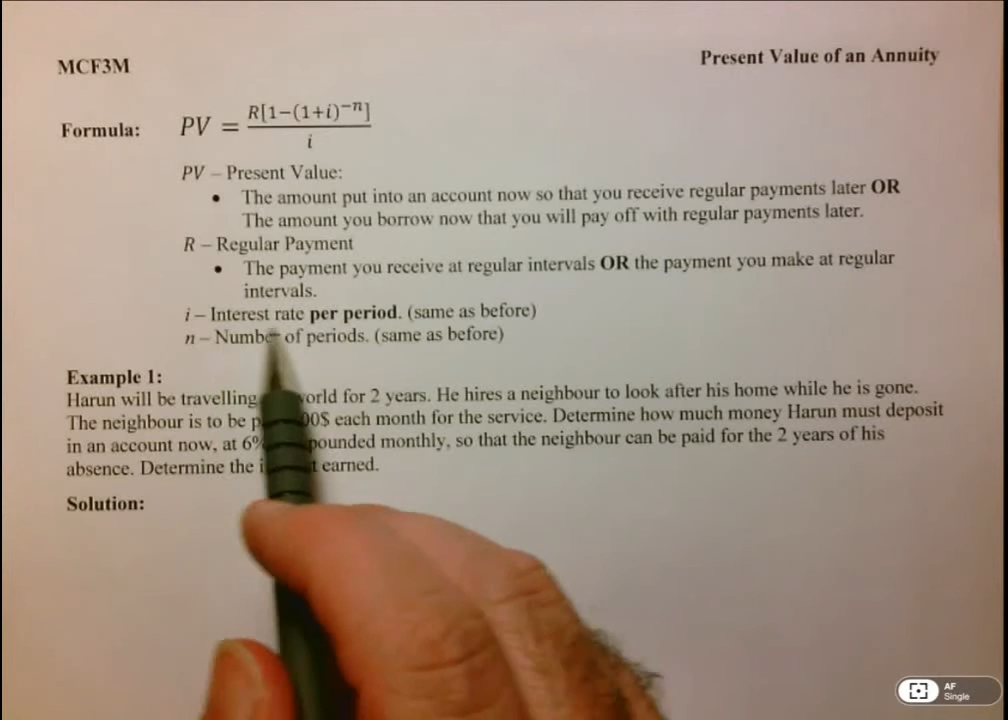 MCF3M
Present Value of an Annuity
Formula: PV = R[1−(1+i)⁻ⁿ] / i
PV – Present Value:
• The amount put into an account now so that you receive regular payments later OR
The amount you borrow now that you will pay off with regular payments later.
R – Regular Payment
• The payment you receive at regular intervals OR the payment you make at regular
intervals.
i – Interest rate per period. (same as before)
n – Number of periods. (same as before)
Example 1:
Harun will be travelling for 2 years. He hires a neighbour to look after his home while he is gone.
The neighbour is to be each month for the service. Determine how much money Harun must deposit
in an account now, at monthly, so that the neighbour can be paid for the 2 years of his
absence. Determine the earned.
Solution:
AF
Single